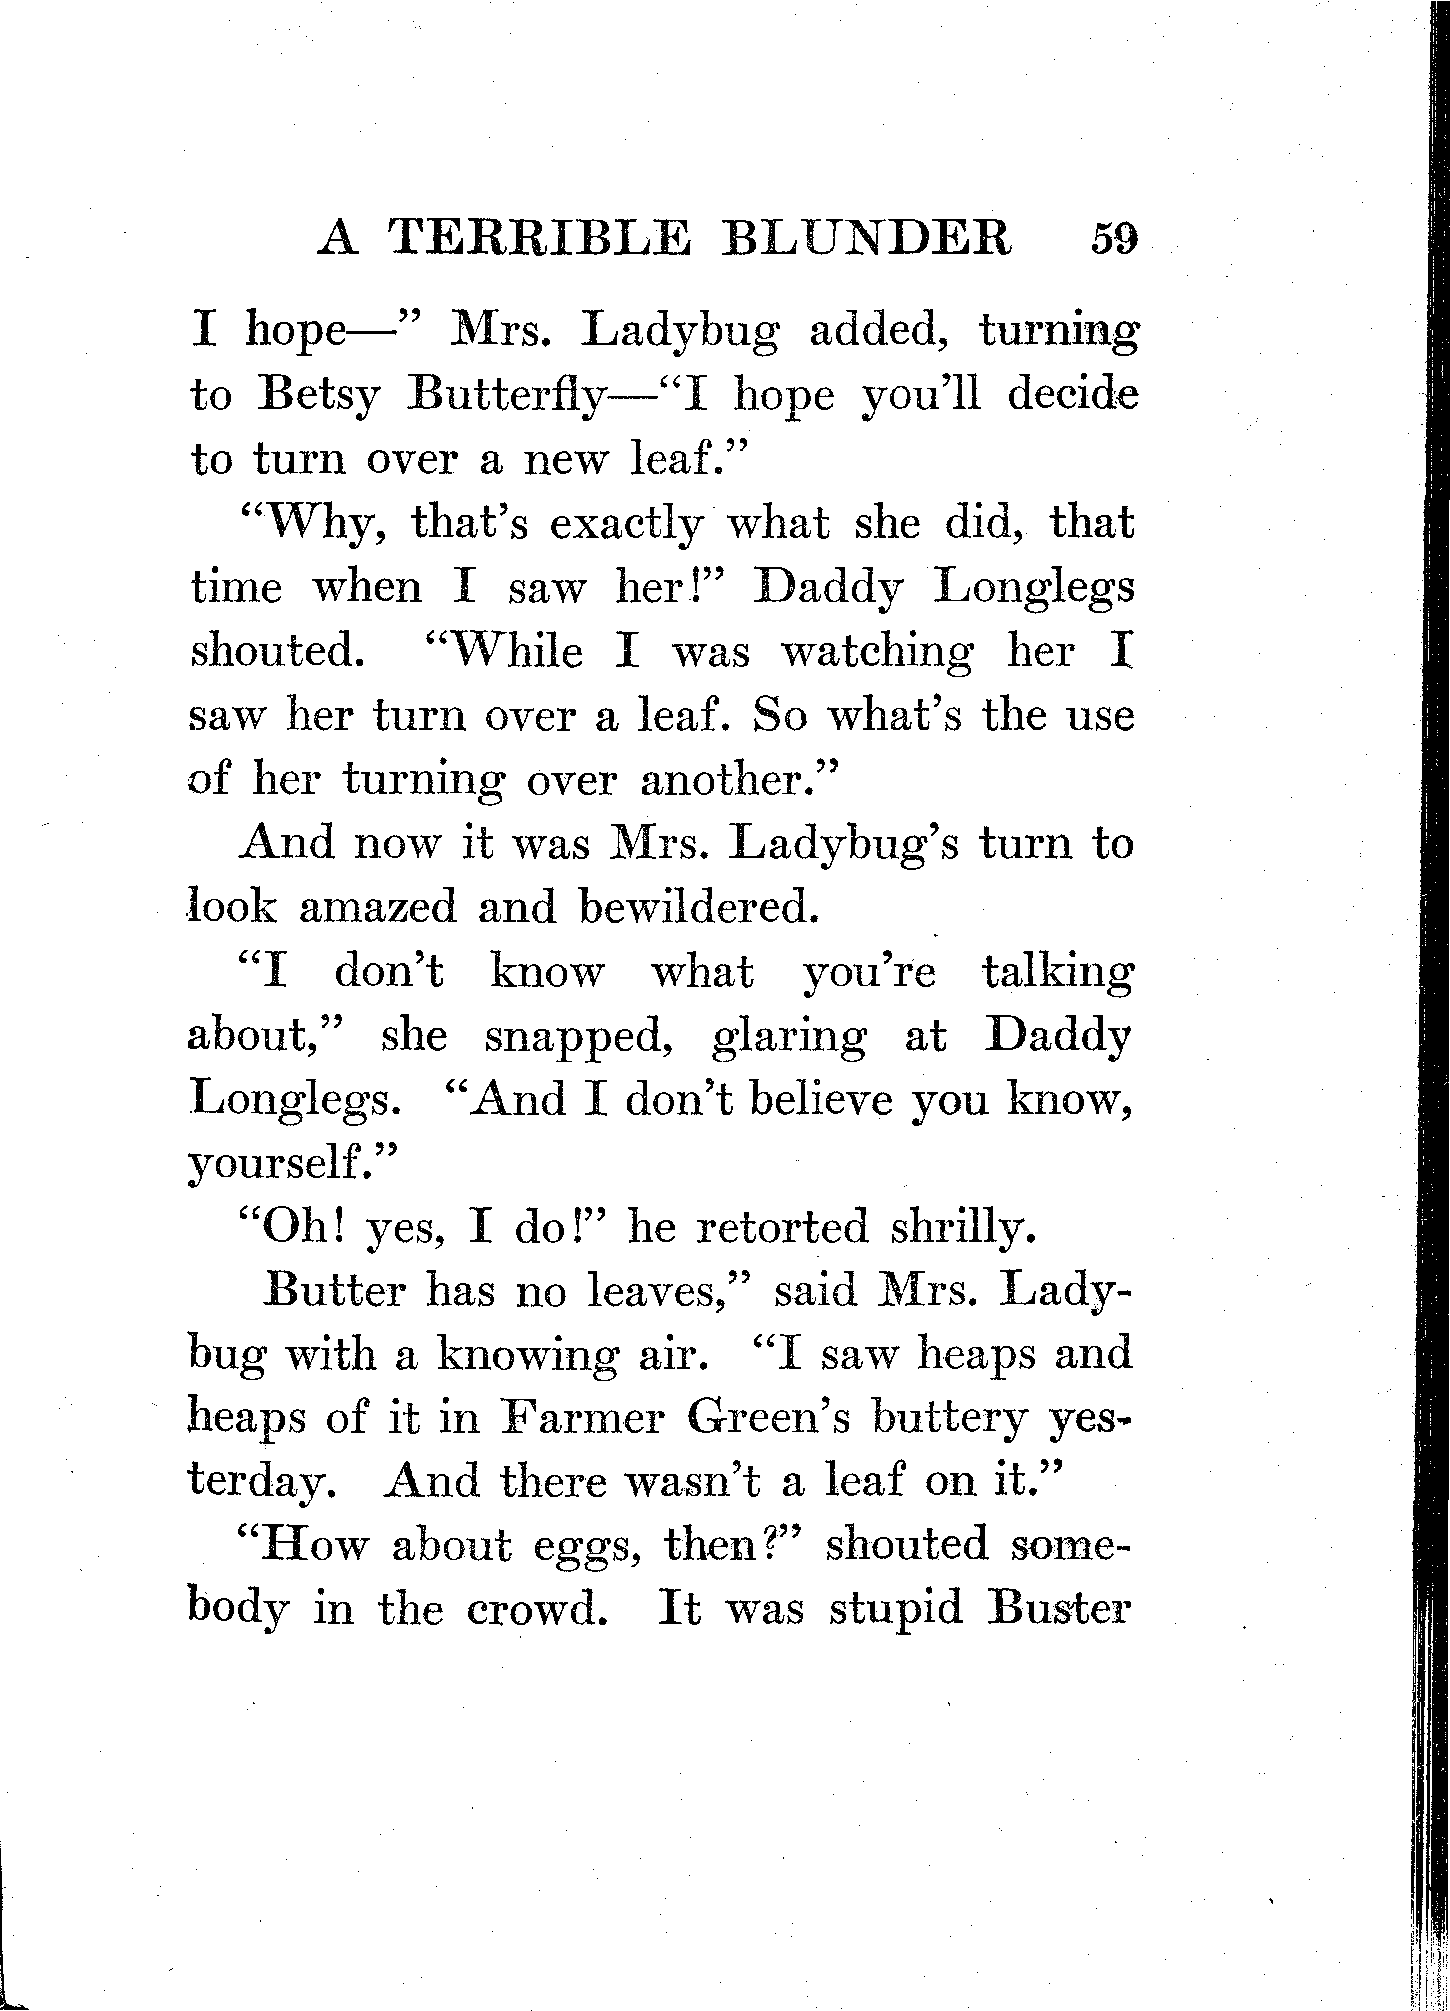 A TERRIBLE BLUNDER 59
I hope—” Mrs. Ladybug added, turning
to Betsy Butterfly—“I hope you’ll decide
to turn over a new leaf.”
“Why, that’s exactly what she did, that
time when I saw her!” Daddy Longlegs
shouted. “While I was watching her I
saw her turn over a leaf. So what’s the use
of her turning over another.”
And now it was Mrs. Ladybug’s turn to
look amazed and bewildered.
“I don’t know what you’re talking
about,” she snapped, glaring at Daddy
Longlegs. “And I don’t believe you know,
yourself.”
“Oh! yes, I do!” he retorted shrilly.
Butter has no leaves,” said Mrs. Lady-
bug with a knowing air. “I saw heaps and
heaps of it in Farmer Green’s buttery yes-
terday. And there wasn’t a leaf on it.”
“How about eggs, then?” shouted some-
body in the crowd. It was stupid Buster